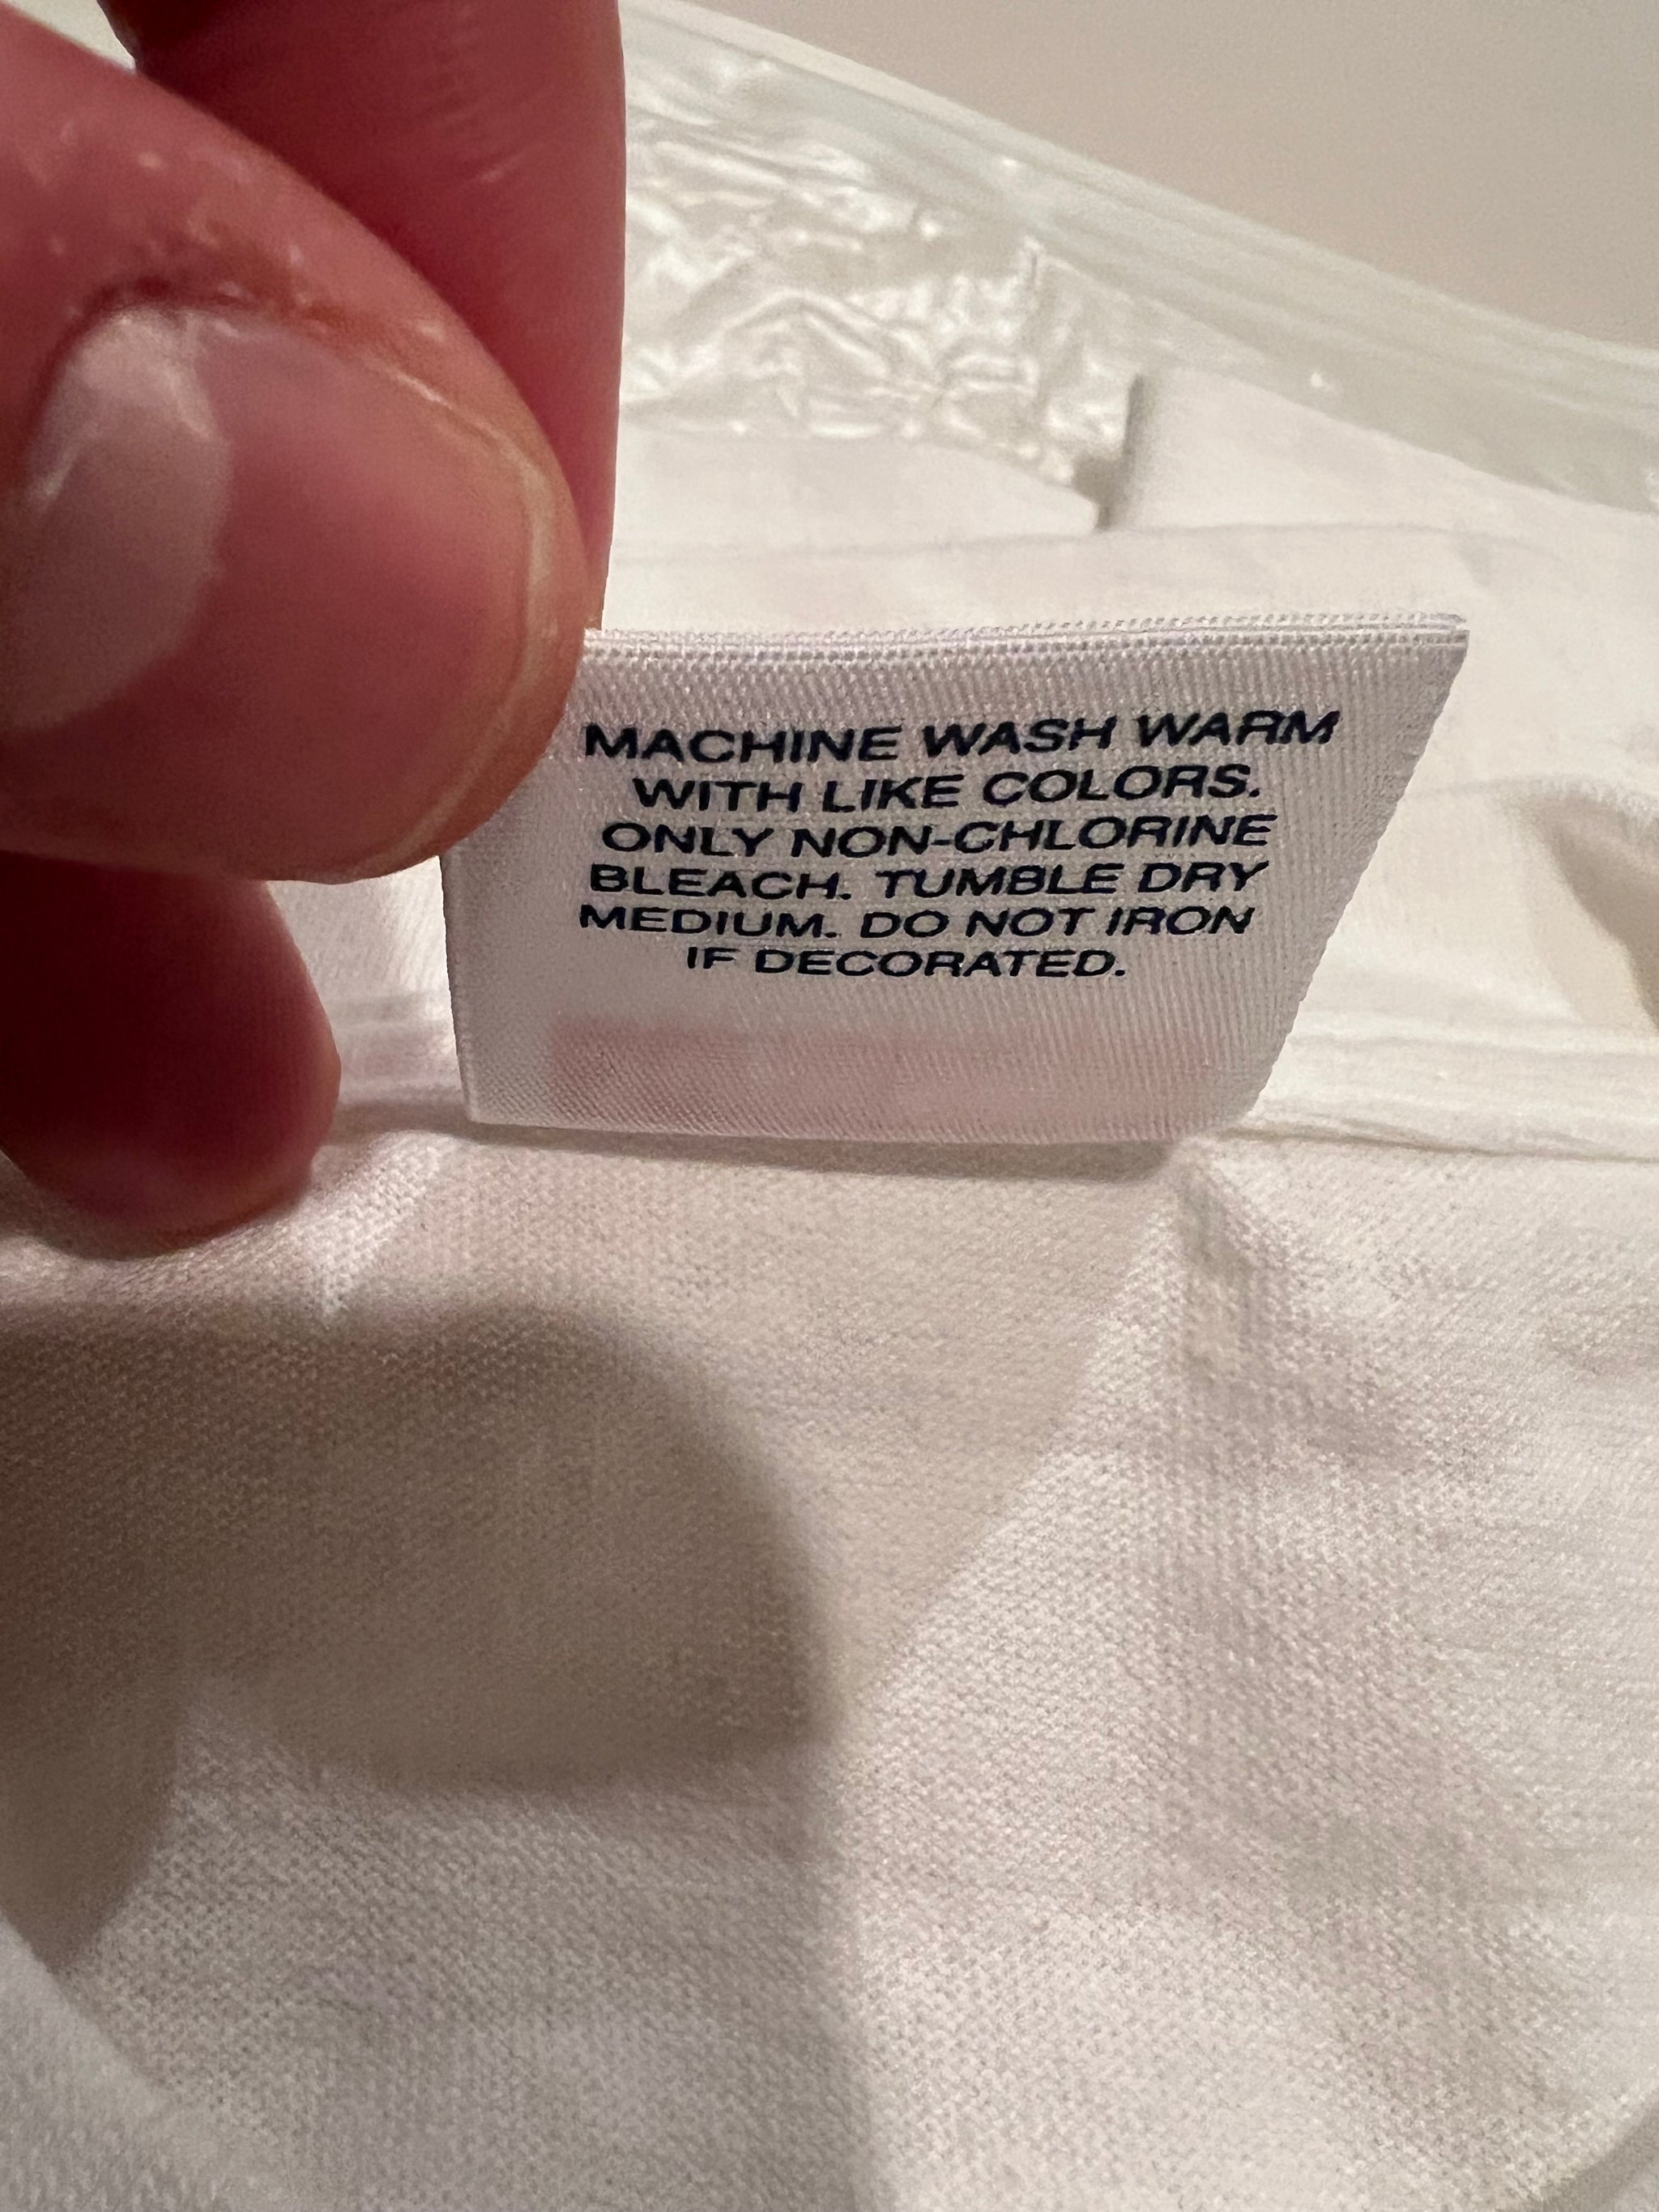 MACHINE WASH WARM
WITH LIKE COLORS.
ONLY NON-CHLORINE
BLEACH. TUMBLE DRY
MEDIUM. DO NOT IRON
IF DECORATED.